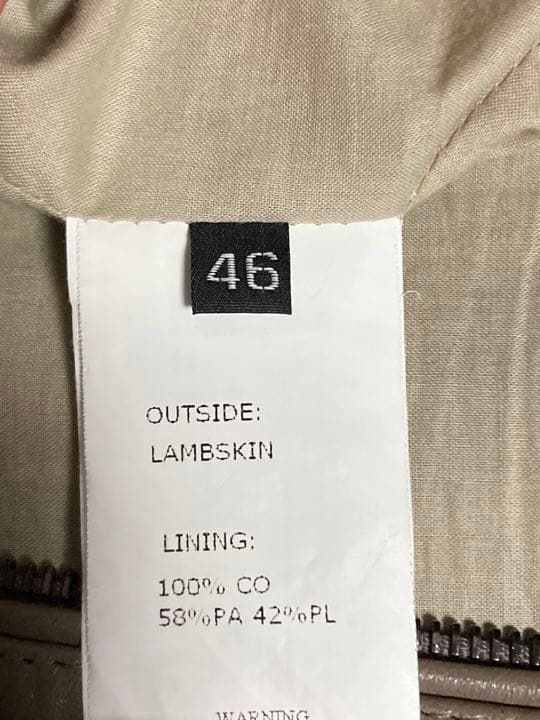 46
OUTSIDE:
LAMBSKIN
LINING:
100% CO
58%PA 42%PL
WARNING